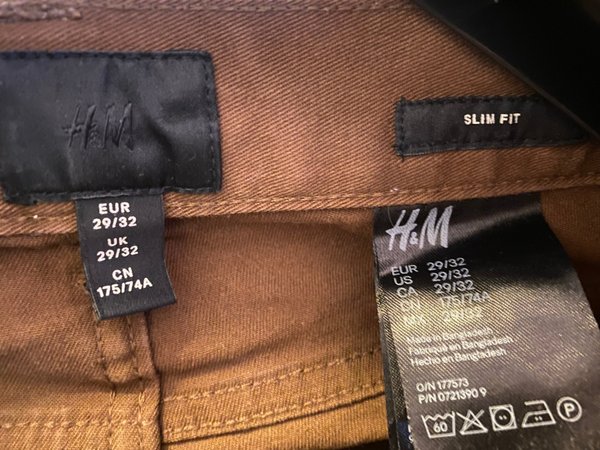 H&M
EUR
29/32
UK
29/32
CN
175/74A
SLIM FIT
H&M
EUR 29/32
US 29/32
CA 29/32
CN 175/74A
MX 29/32
Made in Bangladesh
Fabriqué en Bangladesh
Hecho en Bangladesh
O/N 177573
P/N 0721390 9
60
P